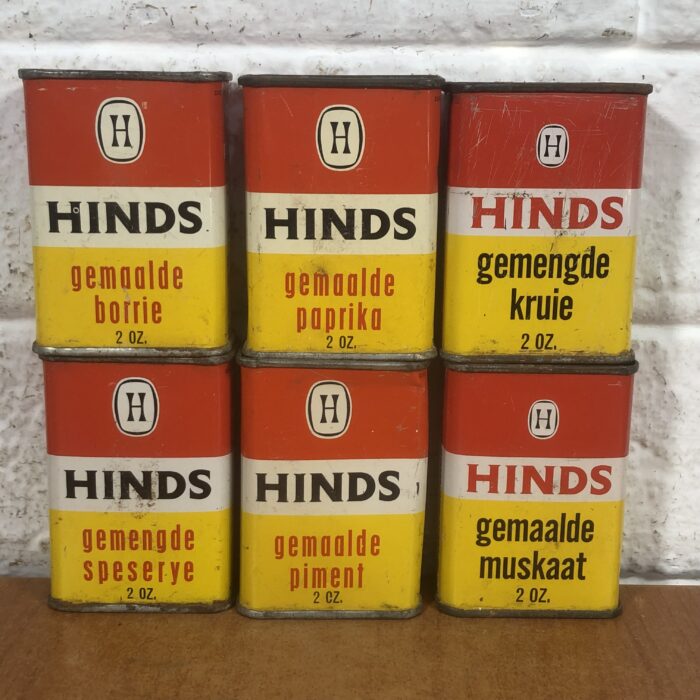 H
HINDS
gemaalde
borrie
2 OZ.
H
HINDS
gemaalde
paprika
2 OZ.
H
HINDS
gemengde
kruie
2 OZ.
H
HINDS
gemengde
speserye
2 OZ.
H
HINDS
gemaalde
piment
2 OZ.
H
HINDS
gemaalde
muskaat
2 OZ.